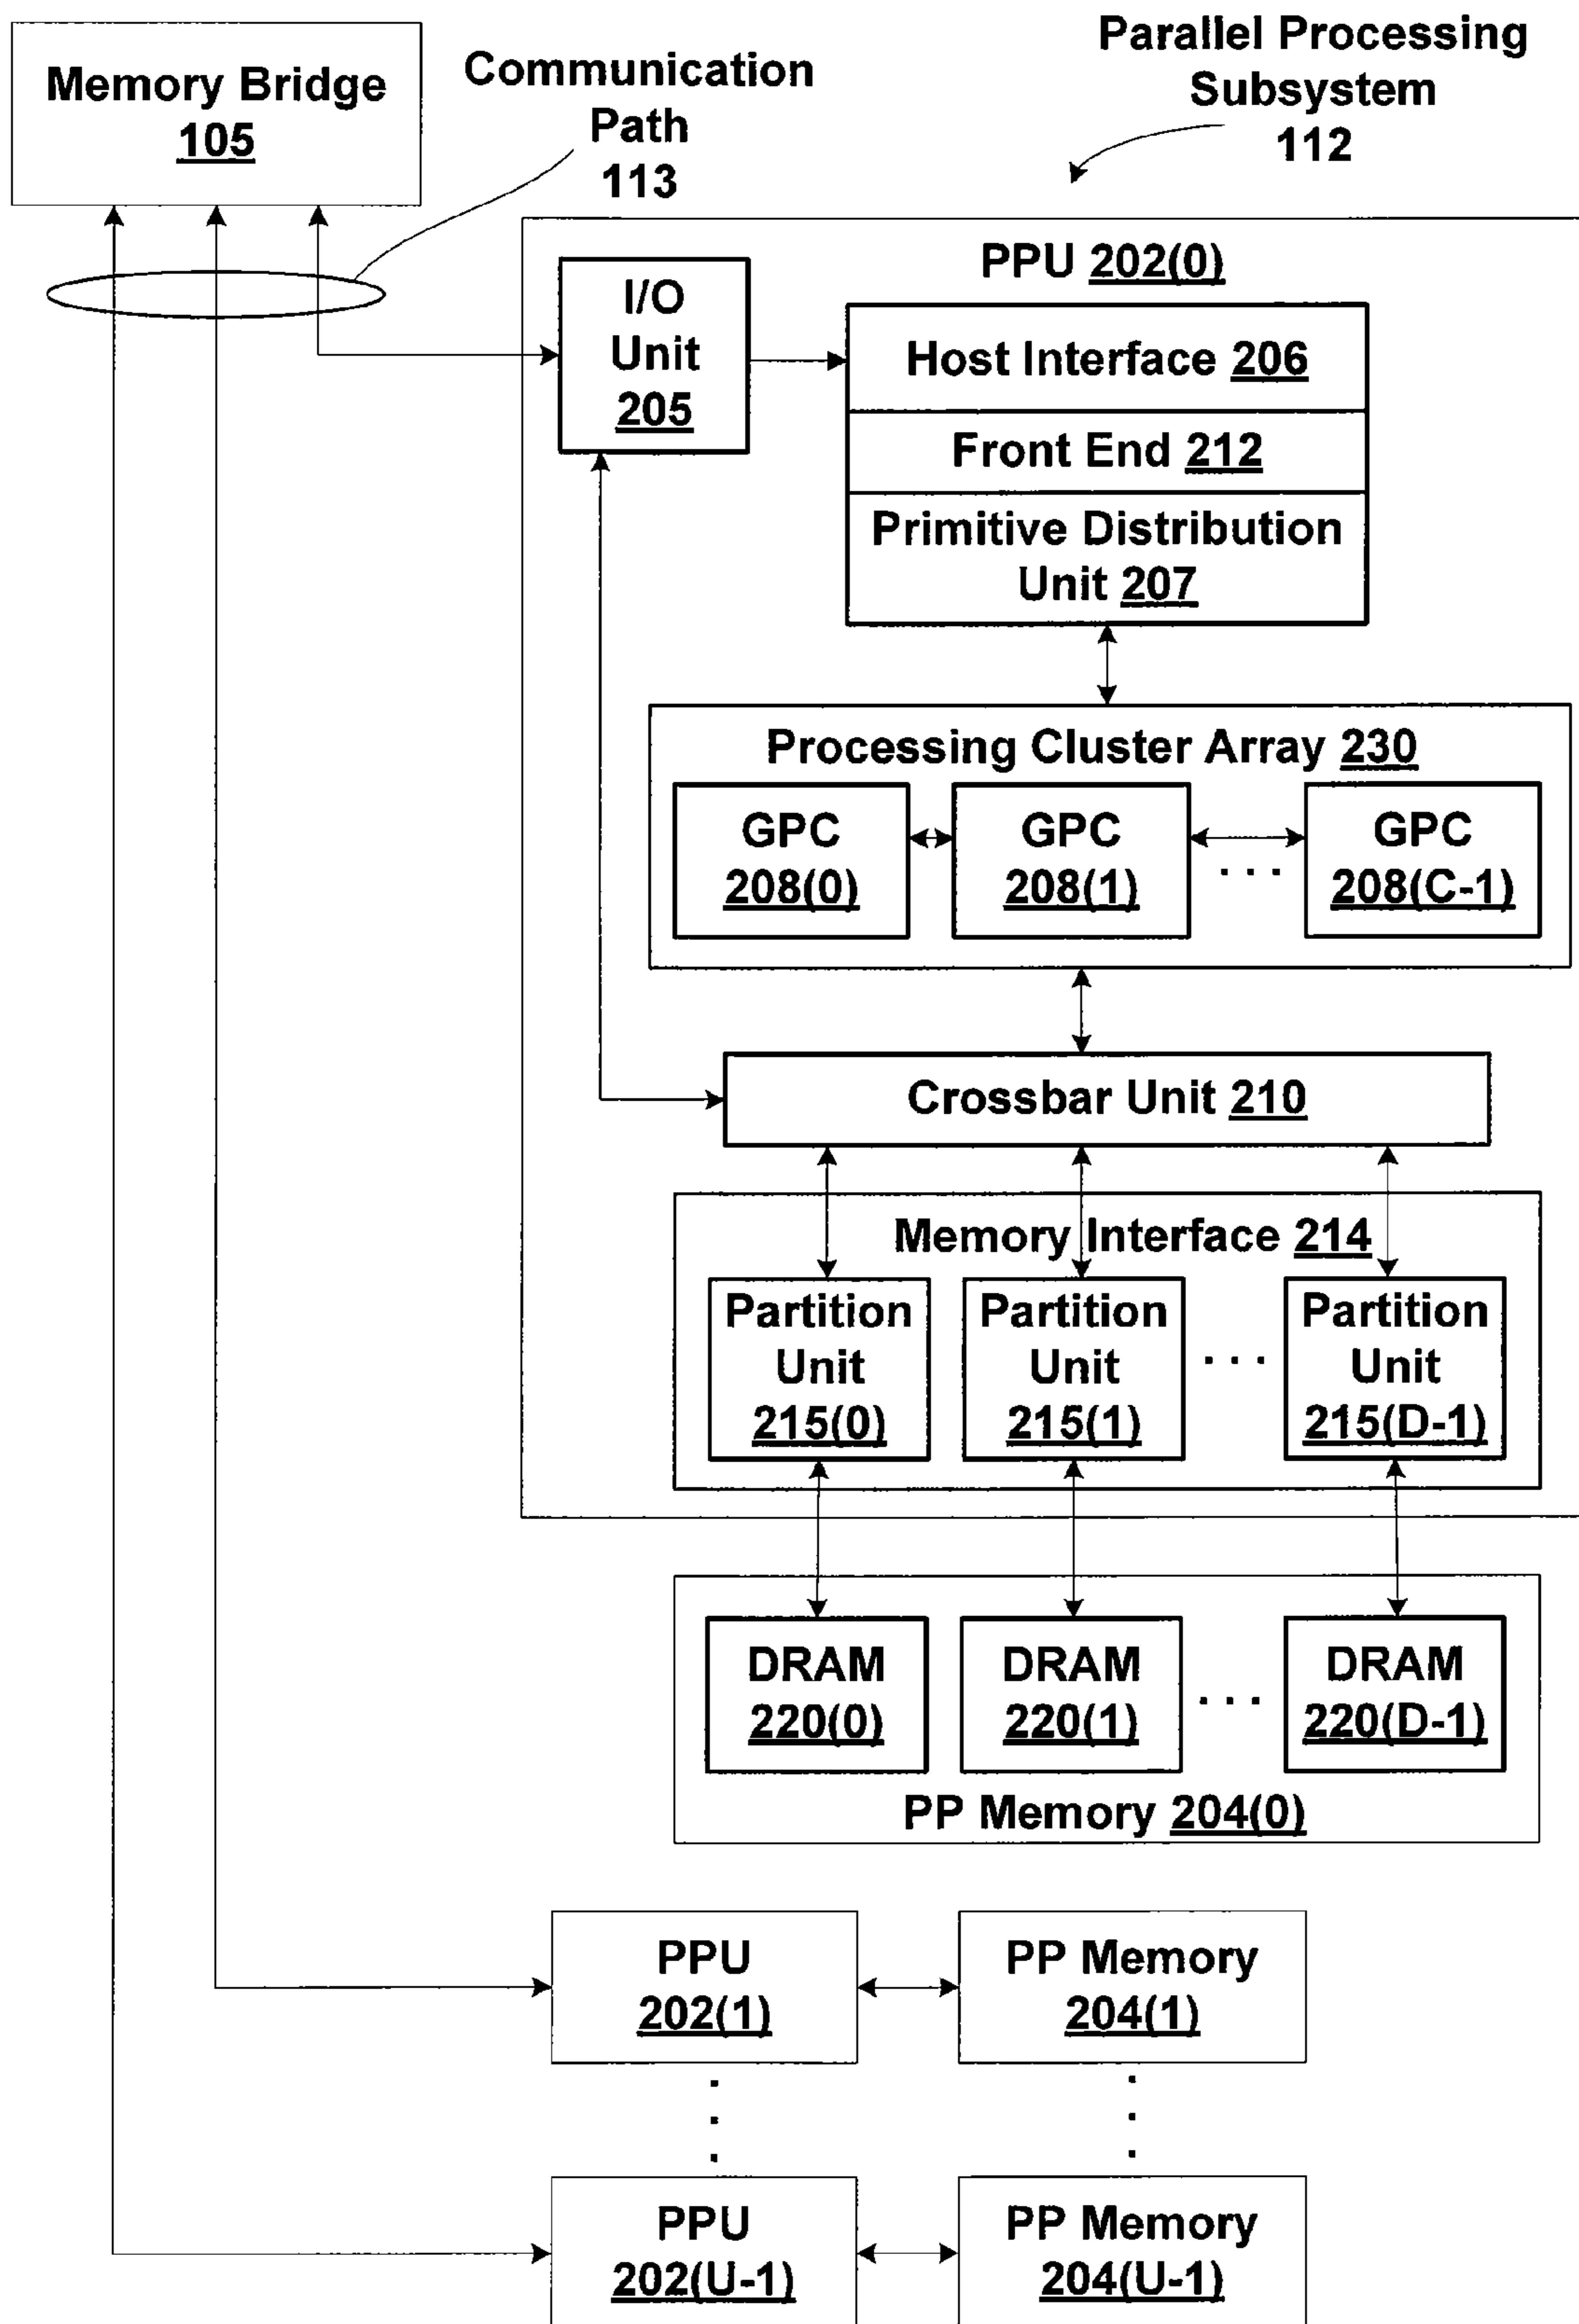 Memory Bridge
105
Communication
Path
113
Parallel Processing
Subsystem
112
PPU 202(0)
I/O
Unit
205
Host Interface 206
Front End 212
Primitive Distribution
Unit 207
Processing Cluster Array 230
GPC
208(0)
GPC
208(1)
. . .
GPC
208(C-1)
Crossbar Unit 210
Memory Interface 214
Partition
Unit
215(0)
Partition
Unit
215(1)
. . .
Partition
Unit
215(D-1)
DRAM
220(0)
DRAM
220(1)
. . .
DRAM
220(D-1)
PP Memory 204(0)
PPU
202(1)
PP Memory
204(1)
PPU
202(U-1)
PP Memory
204(U-1)